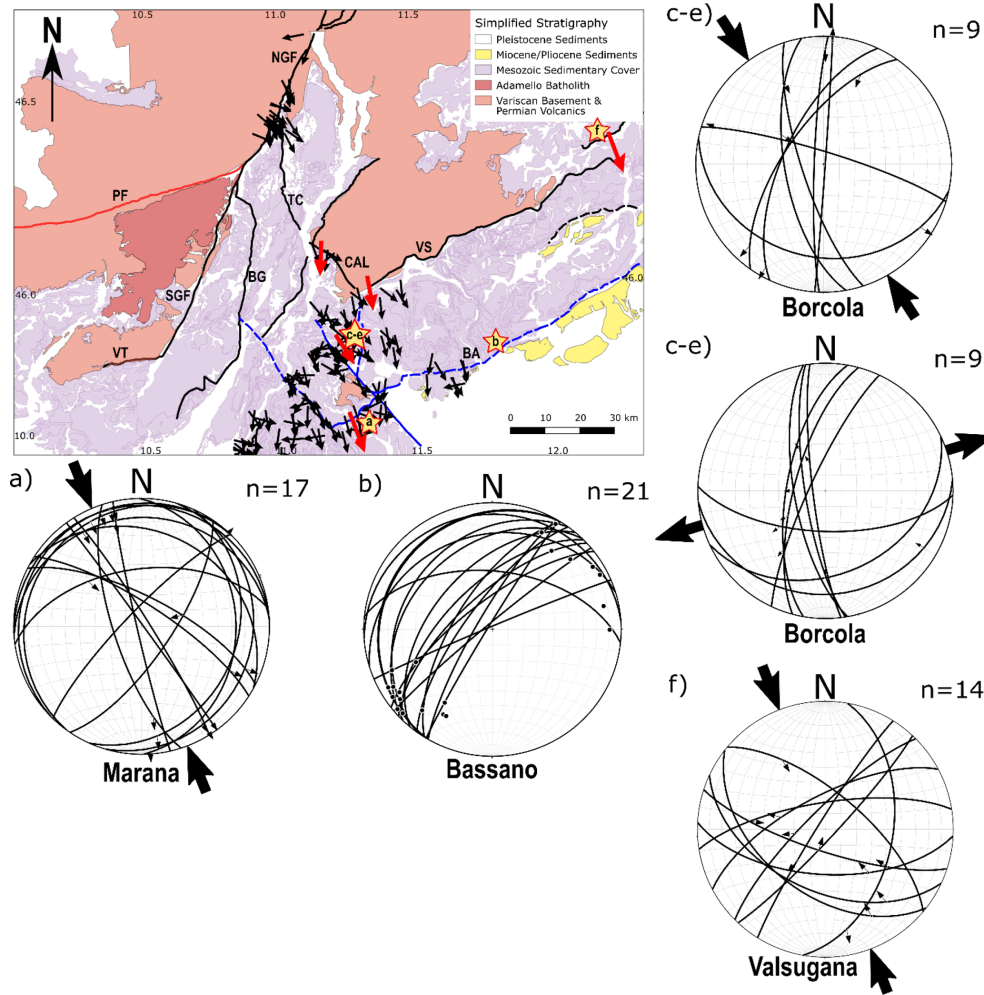 10.5
11.0
11.5
12.0
N
Simplified Stratigraphy
Pleistocene Sediments
Miocene/Pliocene Sediments
Mesozoic Sedimentary Cover
Adamello Batholith
Variscan Basement &
Permian Volcanics
NGF
46.5
f
PF
TC
VS
CAL
46.0
46.0
SGF
BG
c-e
b
BA
VT
a
0 10 20 30 km
10.0
10.5
11.0
11.5
12.0
c-e)
N
n=9
Borcola
c-e)
N
n=9
Borcola
a)
N
n=17
Marana
b)
N
n=21
Bassano
f)
N
n=14
Valsugana